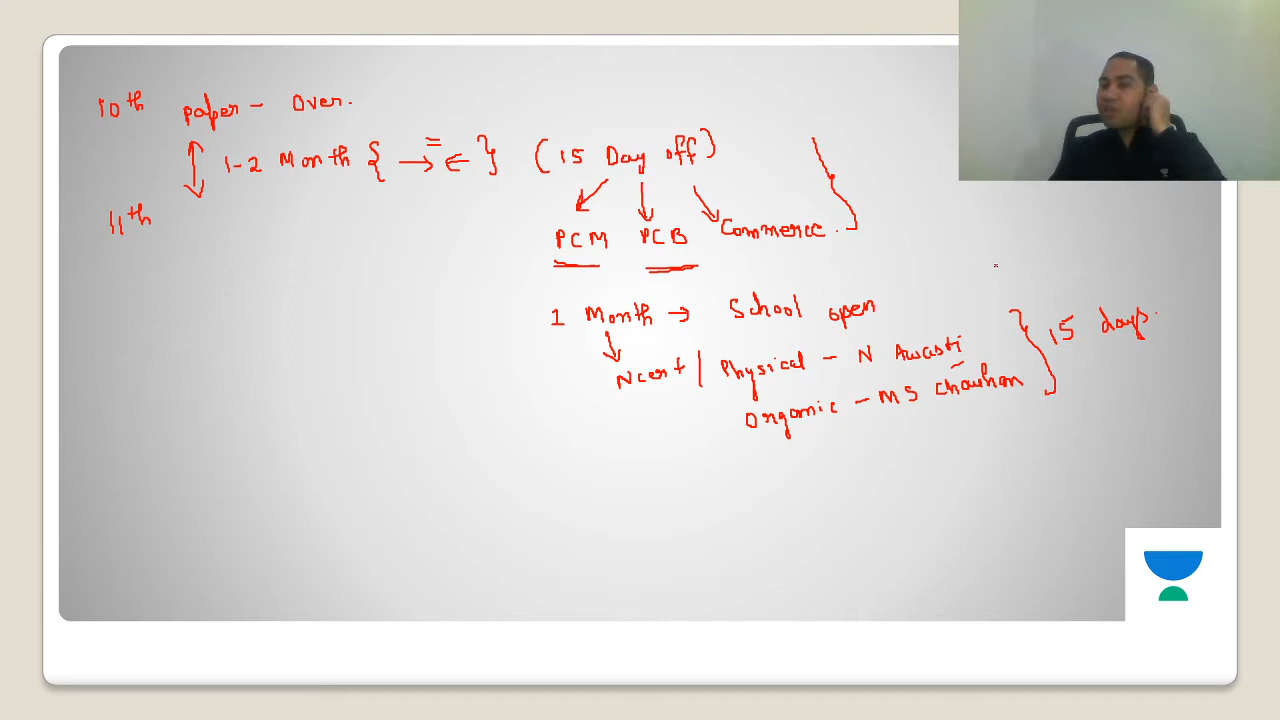 10th paper - Over.
1-2 Month { → = ← } (15 Day off)
11th
PCM PCB Commerce.
1 Month → School open
Ncert | Physical - N Awasti
Organic - MS Chauhan
15 days.